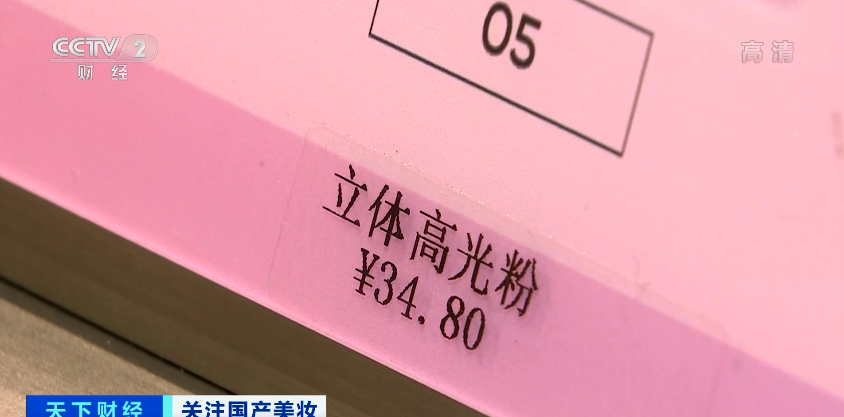 CCTV 2
财经
高清
05
立体高光粉
¥34.80
天下财经
关注国产美妆